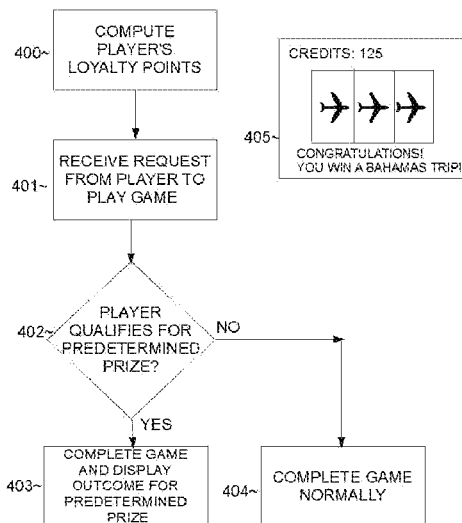 400~
COMPUTE
PLAYER'S
LOYALTY POINTS
CREDITS: 125
405~
CONGRATULATIONS!
YOU WIN A BAHAMAS TRIP!
401~
RECEIVE REQUEST
FROM PLAYER TO
PLAY GAME
402~
PLAYER
QUALIFIES FOR
PREDETERMINED
PRIZE?
NO
YES
403~
COMPLETE GAME
AND DISPLAY
OUTCOME FOR
PREDETERMINED
PRIZE
404~
COMPLETE GAME
NORMALLY